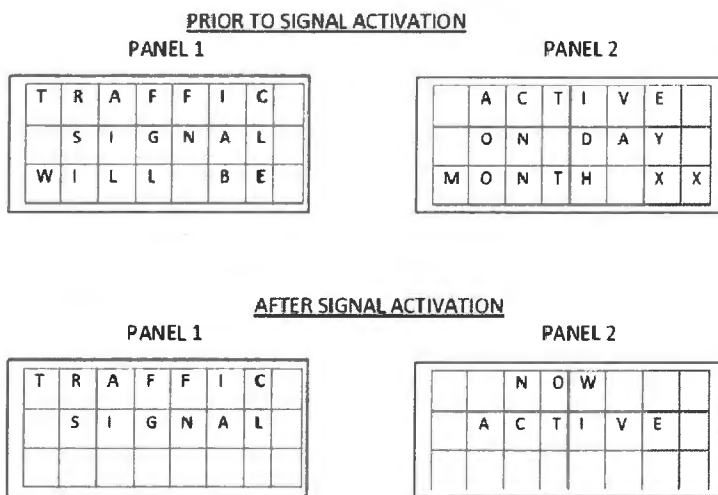 PRIOR TO SIGNAL ACTIVATION
PANEL 1
TRAFFIC
SIGNAL
WILL BE
PANEL 2
ACTIVE
ON DAY
MONTH XX
AFTER SIGNAL ACTIVATION
PANEL 1
TRAFFIC
SIGNAL
PANEL 2
NOW
ACTIVE